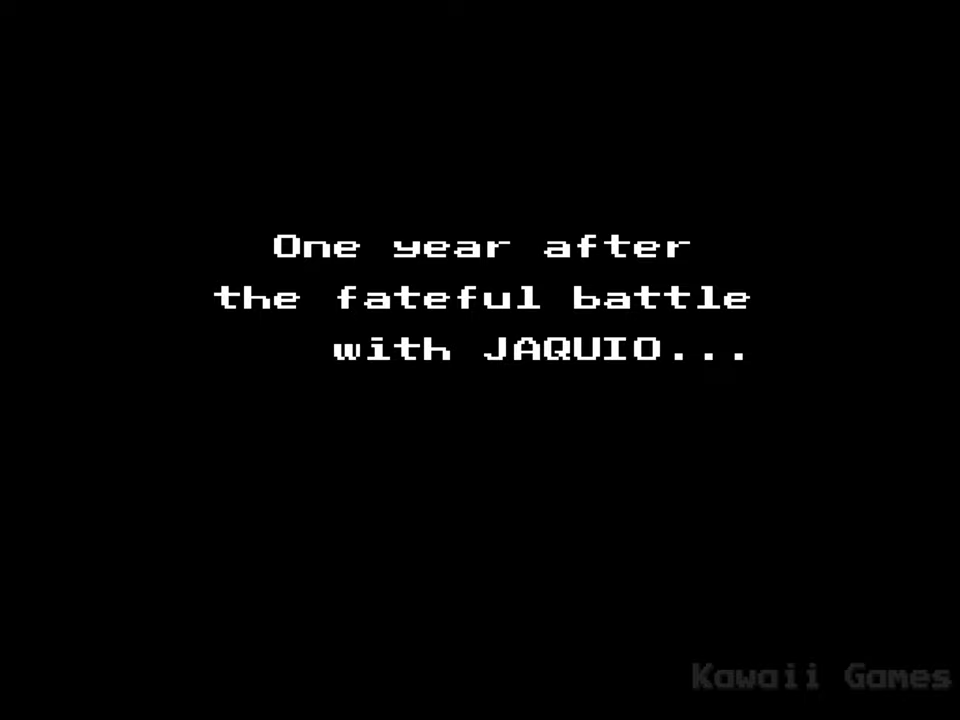 One year after
the fateful battle
with JAQUIO...
Kawaii Games